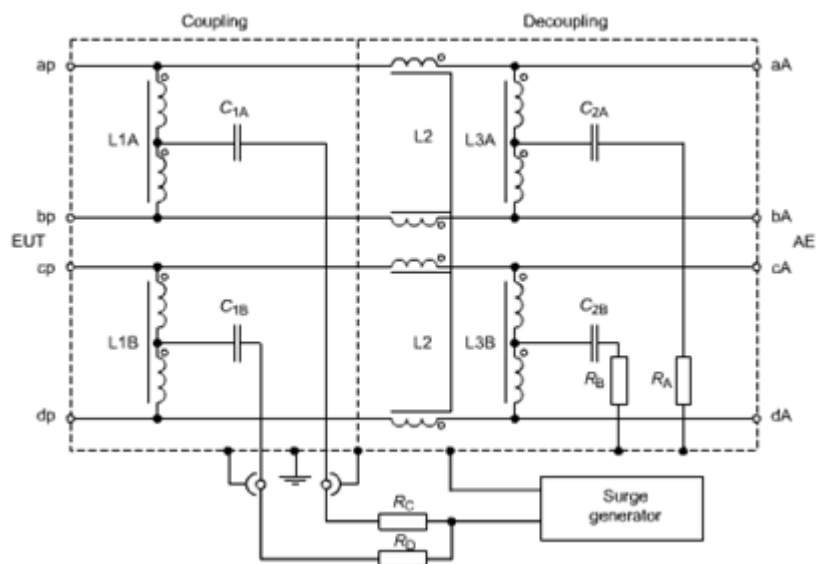 Coupling Decoupling
ap aA
L1A C1A L2 L3A C2A
bp bA
EUT AE
cp cA
L1B C1B L2 L3B C2B
RB RA
dp dA
RC
RD
Surge
generator